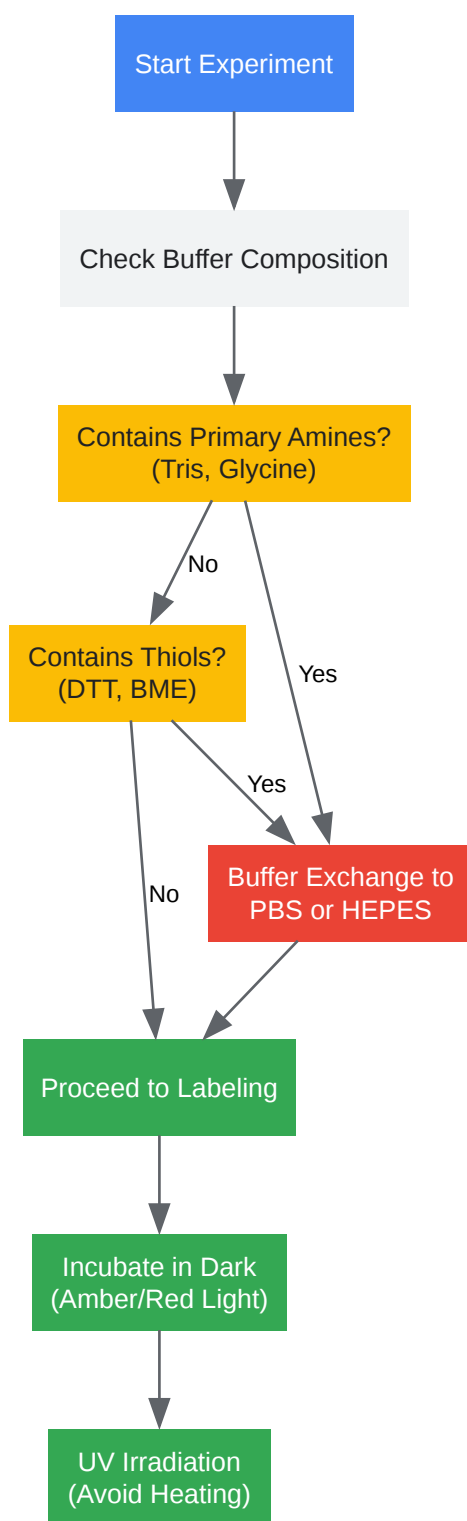 Start Experiment
Check Buffer Composition
Contains Primary Amines?
(Tris, Glycine)
No
Contains Thiols?
(DTT, BME)
Yes
Yes
No
Buffer Exchange to
PBS or HEPES
Proceed to Labeling
Incubate in Dark
(Amber/Red Light)
UV Irradiation
(Avoid Heating)